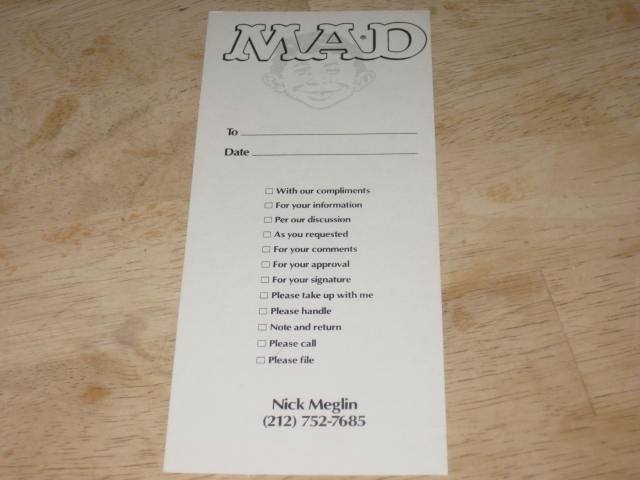 MAD
To
Date
With our compliments
For your information
Per our discussion
As you requested
For your comments
For your approval
For your signature
Please take up with me
Please handle
Note and return
Please call
Please file
Nick Meglin
(212) 752-7685